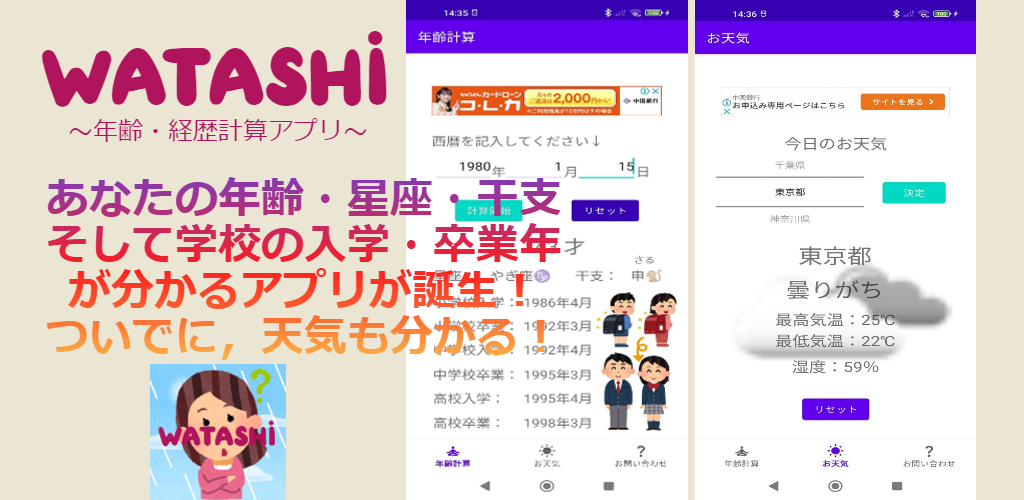 WATASHi
～年齢・経歴計算アプリ～
あなたの年齢・星座・干支
そして学校の入学・卒業年
が分かるアプリが誕生！
ついでに，天気も分かる！
WATASHi
14:35
年齢計算
コ・レ・カ
2,000円から!
中国銀行
西暦を記入してください↓
1980年 1月 15日
計算開始 リセット
才
さる
星座： やぎ座♑ 干支： 申🐒
小学校入学： 1986年4月
小学校卒業： 1992年3月
中学校入学： 1992年4月
中学校卒業： 1995年3月
高校入学： 1995年4月
高校卒業： 1998年3月
年齢計算 お天気 お問い合わせ
14:36
お天気
中国銀行
お申込み専用ページはこちら
サイトを見る
今日のお天気
千葉県
東京都 決定
神奈川県
東京都
曇りがち
最高気温：25℃
最低気温：22℃
湿度：59%
リセット
年齢計算 お天気 お問い合わせ